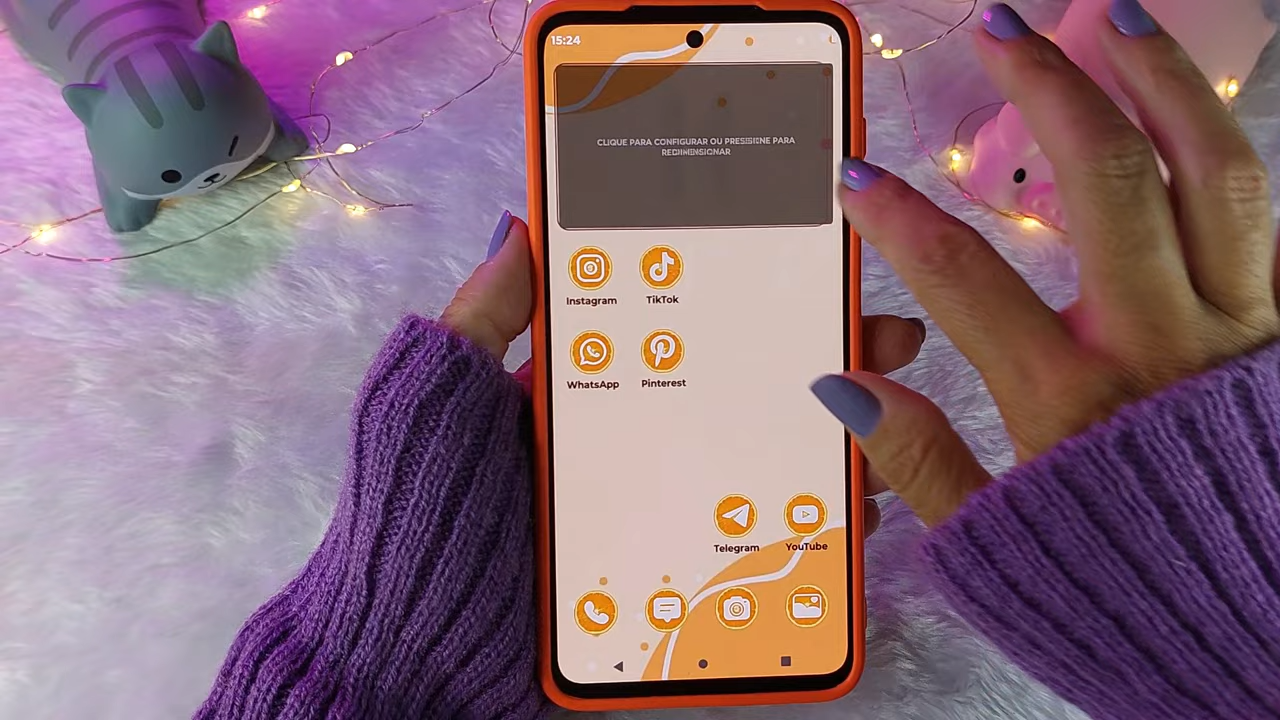 15:24
CLIQUE PARA CONFIGURAR OU PRESSIONE PARA
REDIMENSIONAR
Instagram TikTok
WhatsApp Pinterest
Telegram YouTube